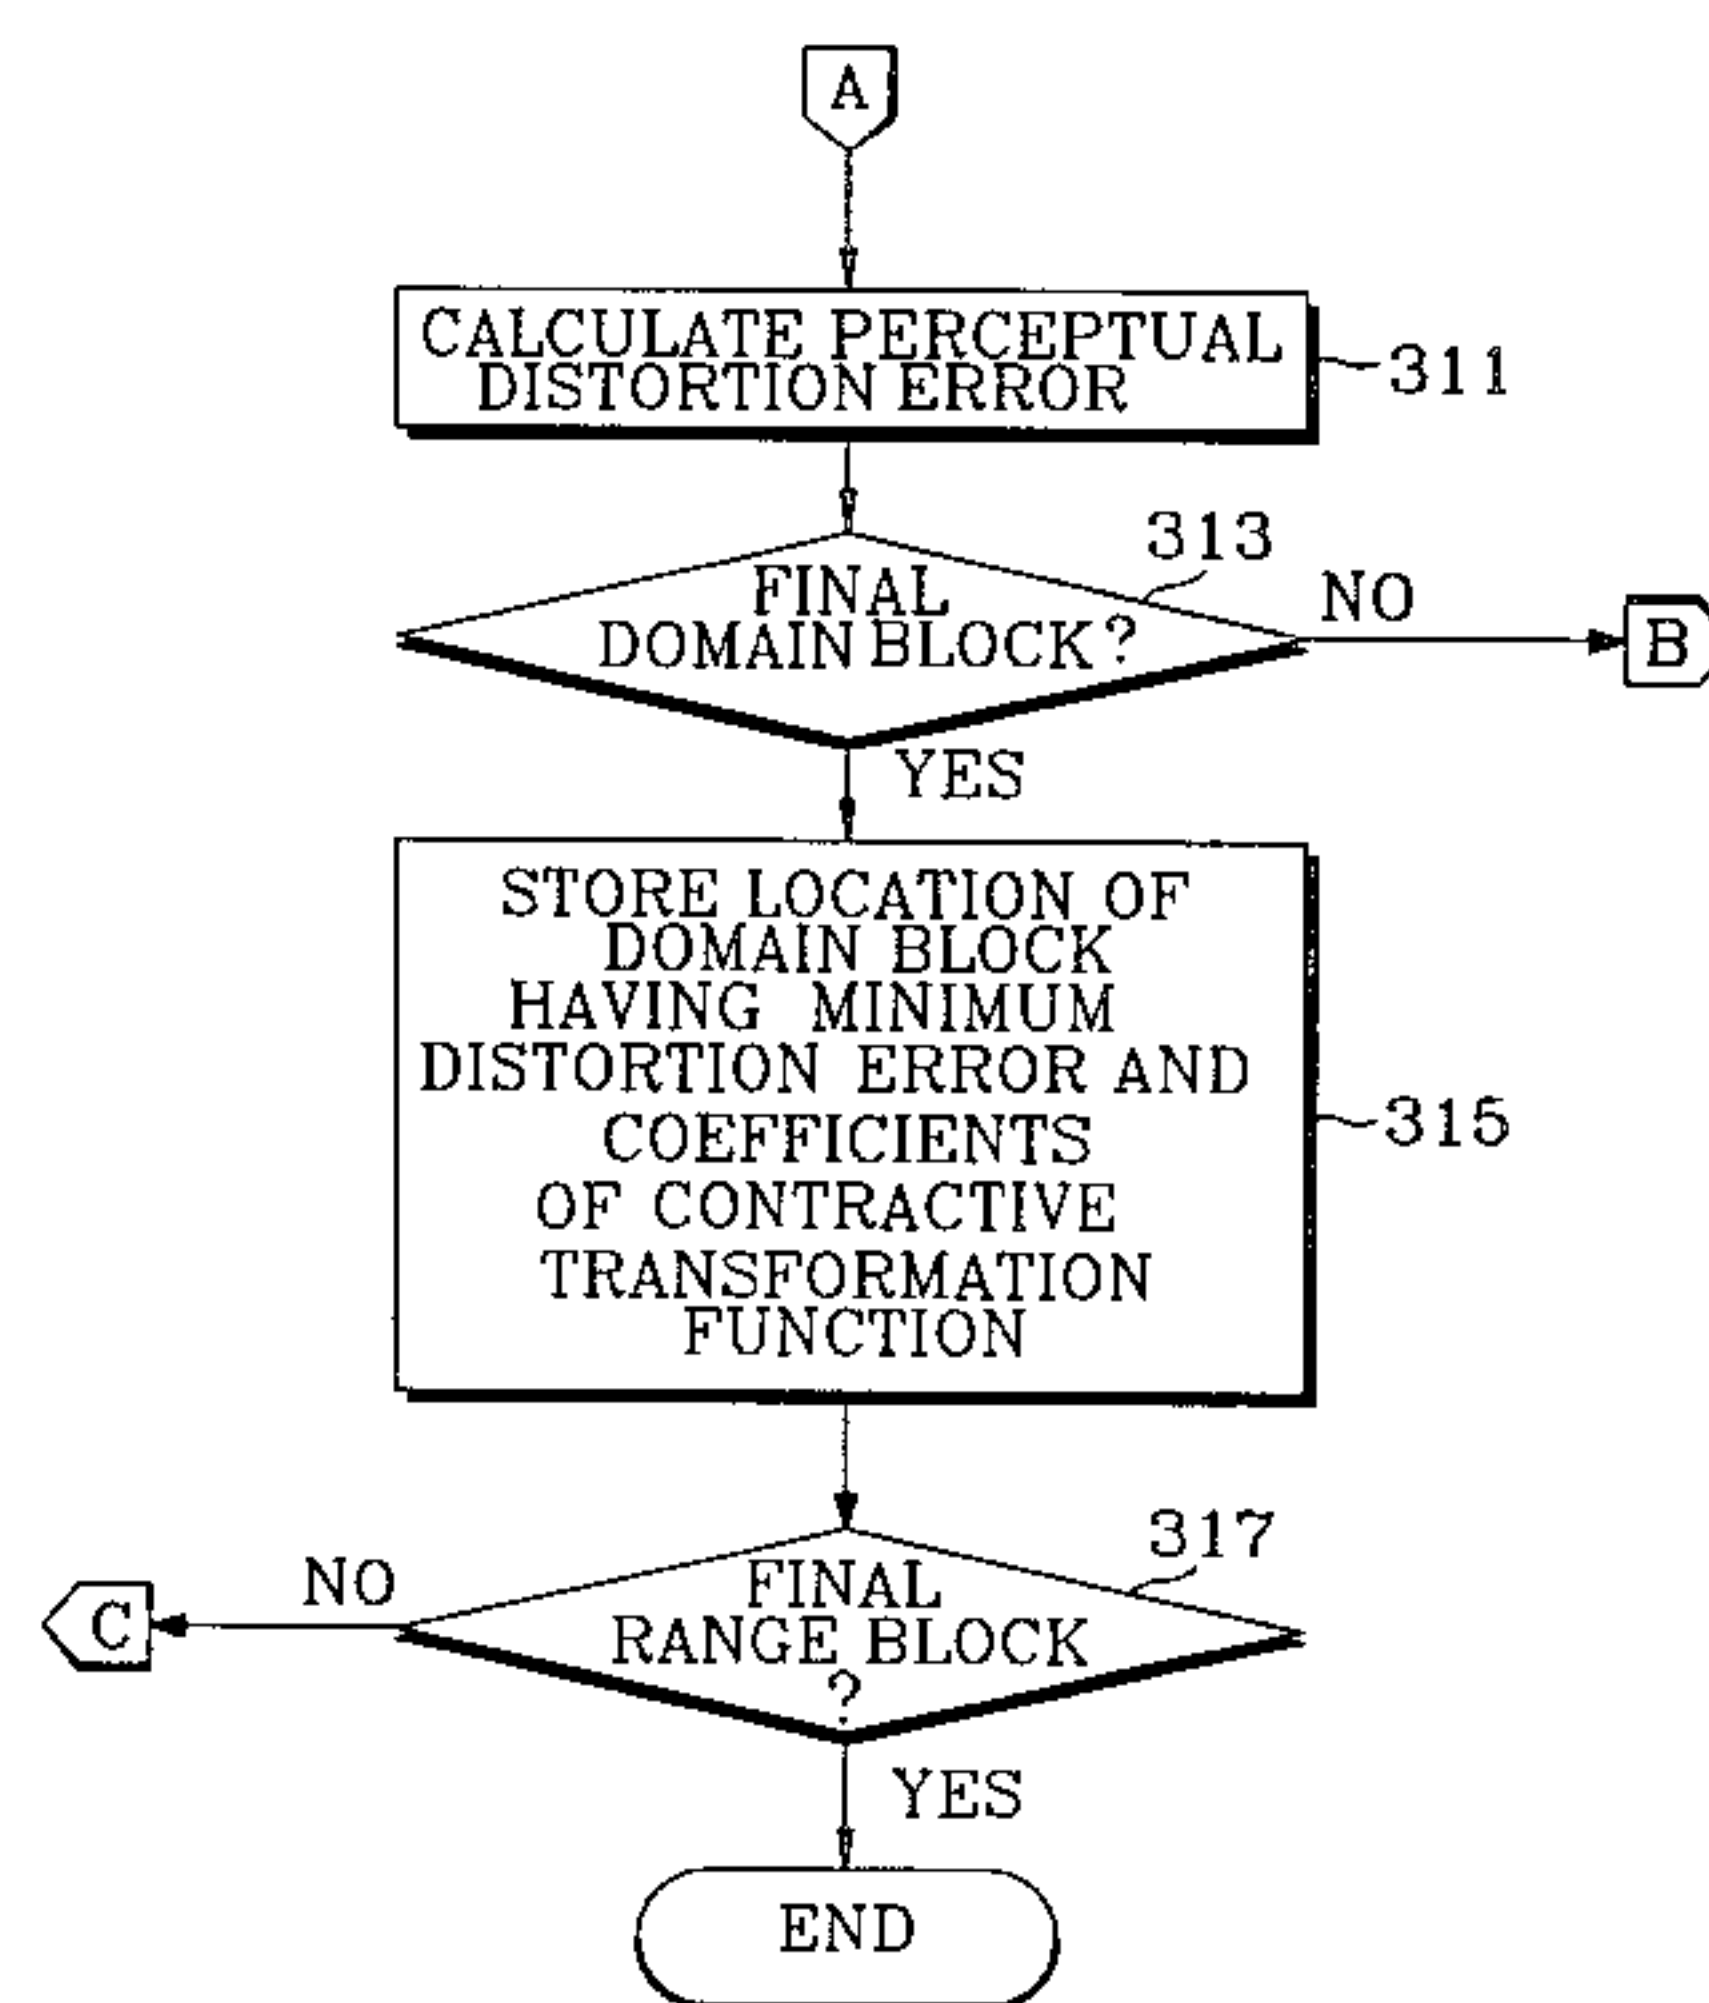 A
CALCULATE PERCEPTUAL
DISTORTION ERROR
311
313
FINAL
DOMAIN BLOCK?
NO
B
YES
STORE LOCATION OF
DOMAIN BLOCK
HAVING MINIMUM
DISTORTION ERROR AND
COEFFICIENTS
OF CONTRACTIVE
TRANSFORMATION
FUNCTION
315
317
FINAL
RANGE BLOCK
?
NO
C
YES
END